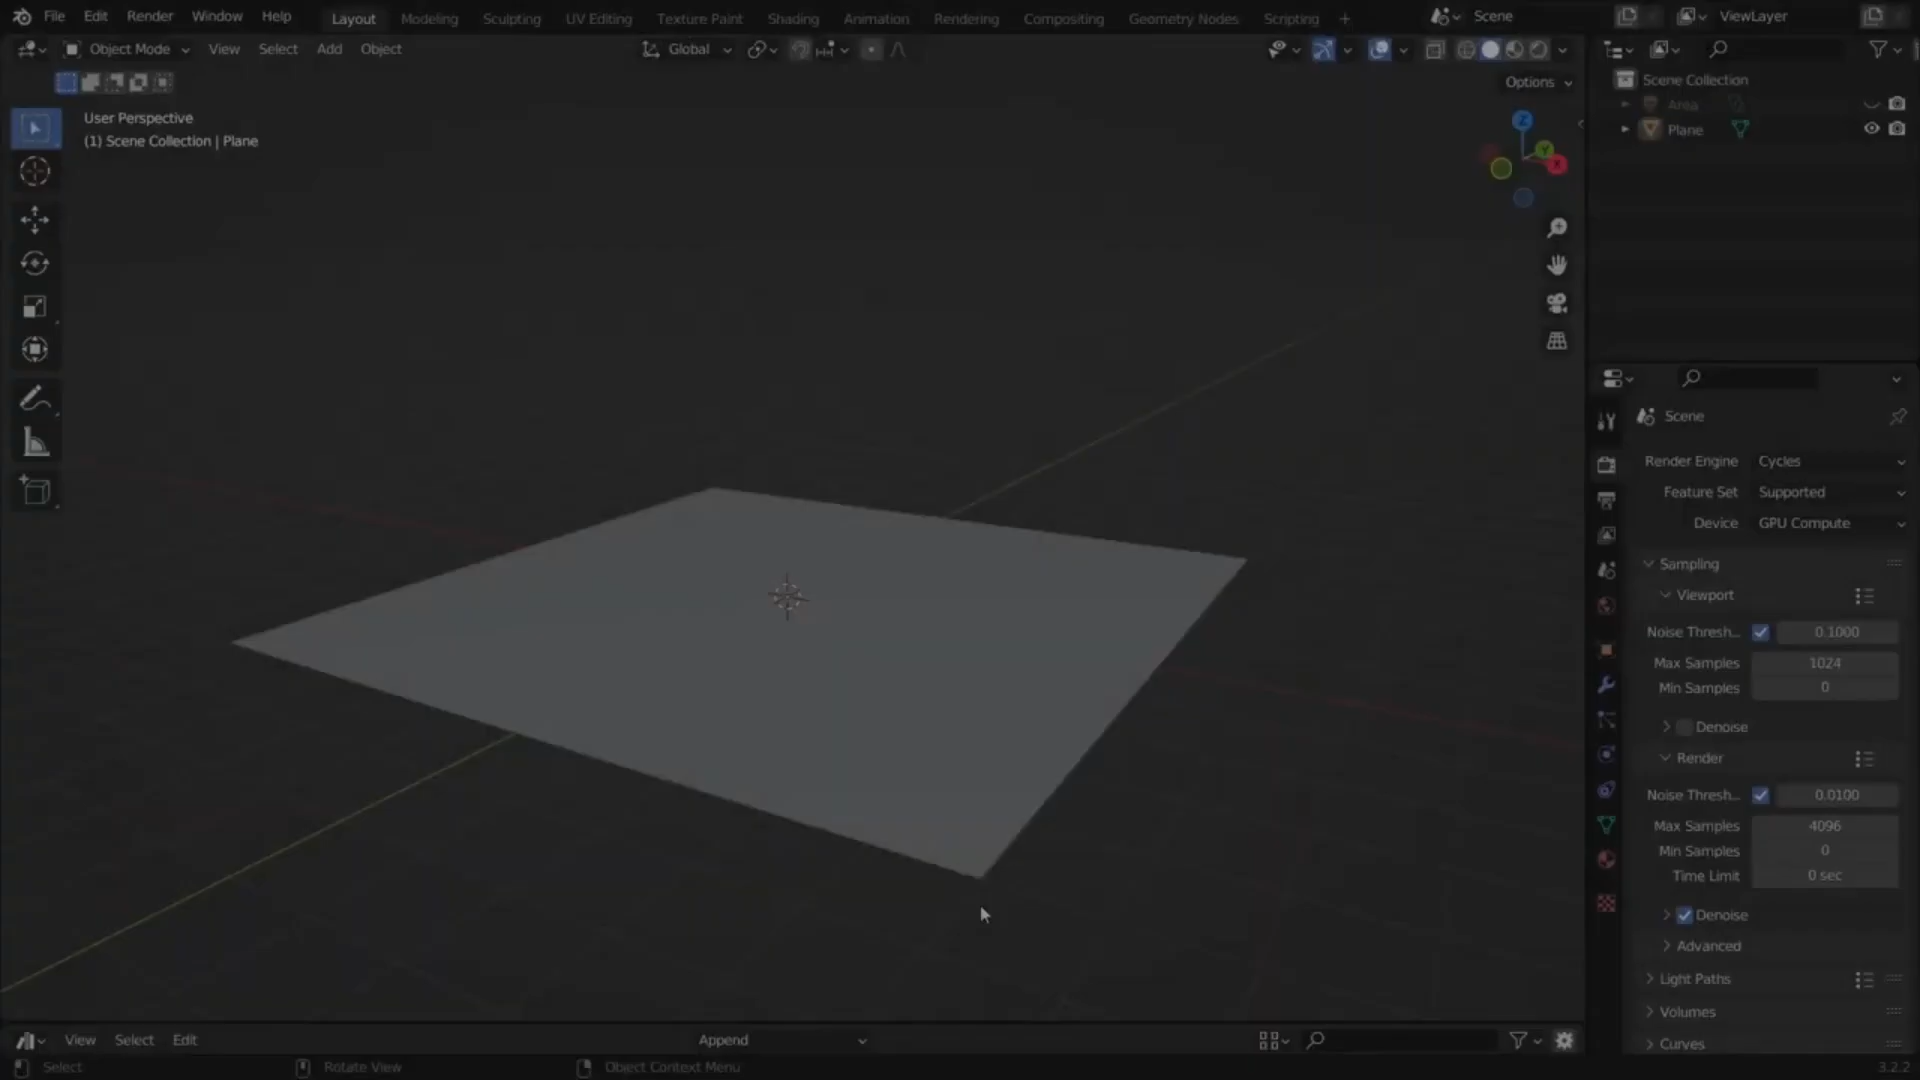 File Edit Render Window Help Layout Modeling Sculpting UV Editing Texture Paint Shading Animation Rendering Compositing Geometry Nodes Scripting + Scene ViewLayer
Object Mode View Select Add Object Global
Options
User Perspective
(1) Scene Collection | Plane
Z
Y
X
Scene Collection
Area
Plane
Scene
Render Engine Cycles
Feature Set Supported
Device GPU Compute
Sampling
Viewport
Noise Thresh... 0.1000
Max Samples 1024
Min Samples 0
Denoise
Render
Noise Thresh... 0.0100
Max Samples 4096
Min Samples 0
Time Limit 0 sec
Denoise
Advanced
Light Paths
Volumes
Curves
View Select Edit Append
Select Rotate View Object Context Menu 3.2.2